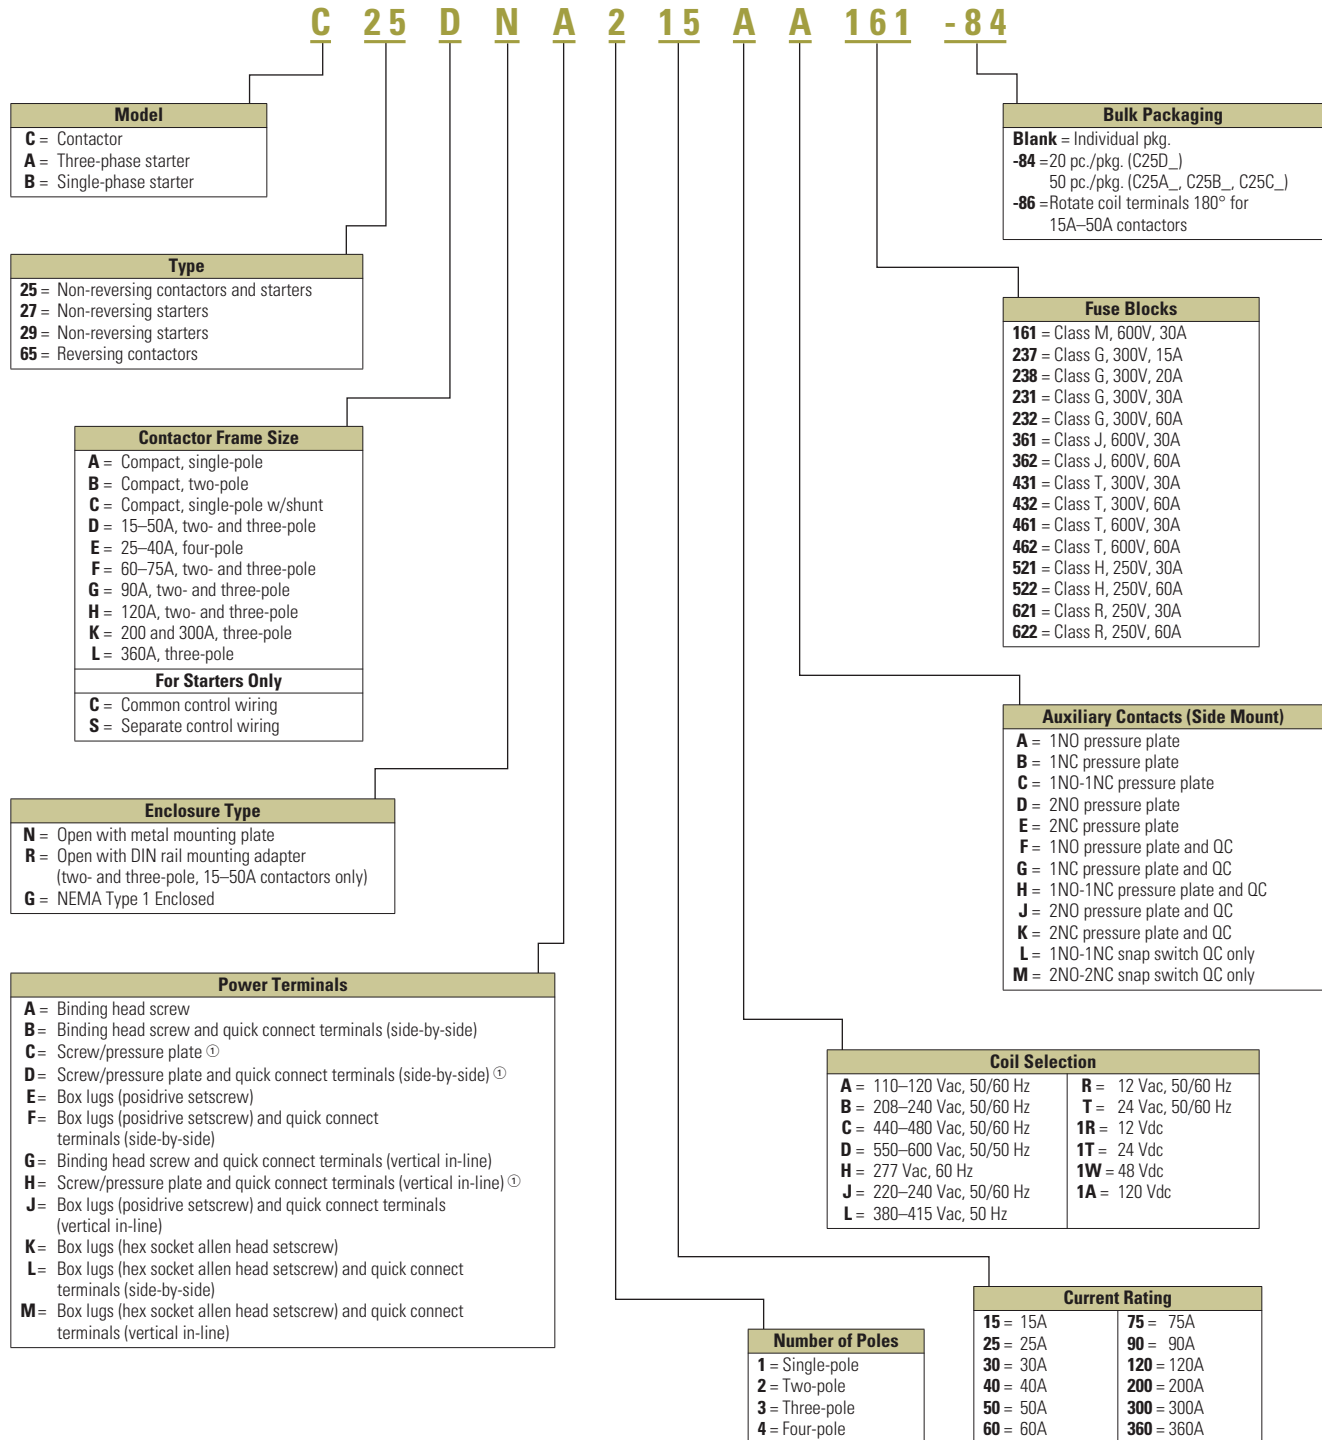 C 25 D N A 2 15 A A 161 -84
Model
C = Contactor
A = Three-phase starter
B = Single-phase starter
Type
25 = Non-reversing contactors and starters
27 = Non-reversing starters
29 = Non-reversing starters
65 = Reversing contactors
Contactor Frame Size
A = Compact, single-pole
B = Compact, two-pole
C = Compact, single-pole w/shunt
D = 15–50A, two- and three-pole
E = 25–40A, four-pole
F = 60–75A, two- and three-pole
G = 90A, two- and three-pole
H = 120A, two- and three-pole
K = 200 and 300A, three-pole
L = 360A, three-pole
For Starters Only
C = Common control wiring
S = Separate control wiring
Enclosure Type
N = Open with metal mounting plate
R = Open with DIN rail mounting adapter
(two- and three-pole, 15–50A contactors only)
G = NEMA Type 1 Enclosed
Power Terminals
A = Binding head screw
B = Binding head screw and quick connect terminals (side-by-side)
C = Screw/pressure plate ①
D = Screw/pressure plate and quick connect terminals (side-by-side) ①
E = Box lugs (posidrive setscrew)
F = Box lugs (posidrive setscrew) and quick connect
terminals (side-by-side)
G = Binding head screw and quick connect terminals (vertical in-line)
H = Screw/pressure plate and quick connect terminals (vertical in-line) ①
J = Box lugs (posidrive setscrew) and quick connect terminals
(vertical in-line)
K = Box lugs (hex socket allen head setscrew)
L = Box lugs (hex socket allen head setscrew) and quick connect
terminals (side-by-side)
M = Box lugs (hex socket allen head setscrew) and quick connect
terminals (vertical in-line)
Number of Poles
1 = Single-pole
2 = Two-pole
3 = Three-pole
4 = Four-pole
Current Rating
15 = 15A
25 = 25A
30 = 30A
40 = 40A
50 = 50A
60 = 60A
75 = 75A
90 = 90A
120 = 120A
200 = 200A
300 = 300A
360 = 360A
Coil Selection
A = 110–120 Vac, 50/60 Hz
B = 208–240 Vac, 50/60 Hz
C = 440–480 Vac, 50/60 Hz
D = 550–600 Vac, 50/50 Hz
H = 277 Vac, 60 Hz
J = 220–240 Vac, 50/60 Hz
L = 380–415 Vac, 50 Hz
R = 12 Vac, 50/60 Hz
T = 24 Vac, 50/60 Hz
1R = 12 Vdc
1T = 24 Vdc
1W = 48 Vdc
1A = 120 Vdc
Auxiliary Contacts (Side Mount)
A = 1NO pressure plate
B = 1NC pressure plate
C = 1NO-1NC pressure plate
D = 2NO pressure plate
E = 2NC pressure plate
F = 1NO pressure plate and QC
G = 1NC pressure plate and QC
H = 1NO-1NC pressure plate and QC
J = 2NO pressure plate and QC
K = 2NC pressure plate and QC
L = 1NO-1NC snap switch QC only
M = 2NO-2NC snap switch QC only
Fuse Blocks
161 = Class M, 600V, 30A
237 = Class G, 300V, 15A
238 = Class G, 300V, 20A
231 = Class G, 300V, 30A
232 = Class G, 300V, 60A
361 = Class J, 600V, 30A
362 = Class J, 600V, 60A
431 = Class T, 300V, 30A
432 = Class T, 300V, 60A
461 = Class T, 600V, 30A
462 = Class T, 600V, 60A
521 = Class H, 250V, 30A
522 = Class H, 250V, 60A
621 = Class R, 250V, 30A
622 = Class R, 250V, 60A
Bulk Packaging
Blank = Individual pkg.
-84 = 20 pc./pkg. (C25D_)
50 pc./pkg. (C25A_, C25B_, C25C_)
-86 = Rotate coil terminals 180° for
15A–50A contactors